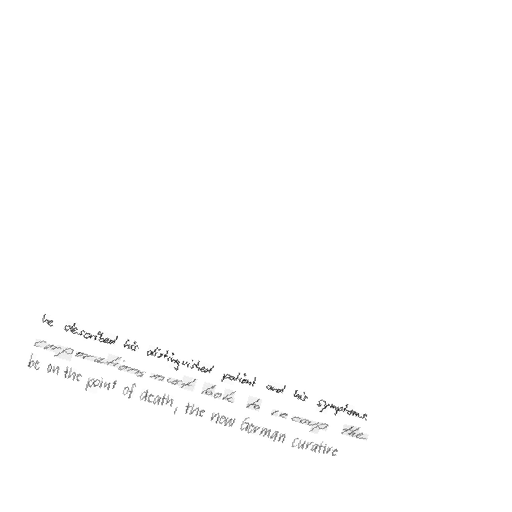 he described his distinguished patient and his symptoms
corporations must look to recoup the
be on the point of death, the new German curative